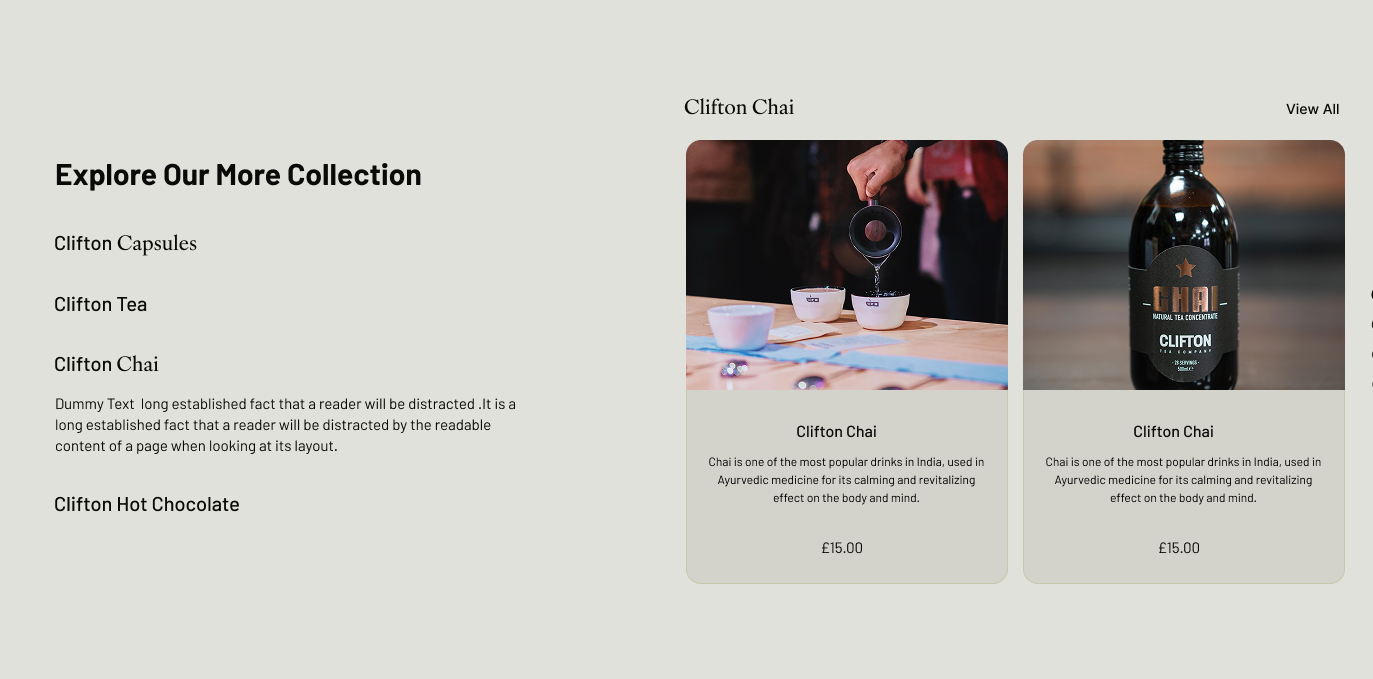 Explore Our More Collection
Clifton Capsules
Clifton Tea
Clifton Chai
Dummy Text  long established fact that a reader will be distracted .It is a
long established fact that a reader will be distracted by the readable
content of a page when looking at its layout.
Clifton Hot Chocolate
Clifton Chai
View All
Clifton Chai
Chai is one of the most popular drinks in India, used in
Ayurvedic medicine for its calming and revitalizing
effect on the body and mind.
£15.00
CHAI
NATURAL TEA CONCENTRATE
CLIFTON
TEA COMPANY
Clifton Chai
Chai is one of the most popular drinks in India, used in
Ayurvedic medicine for its calming and revitalizing
effect on the body and mind.
£15.00